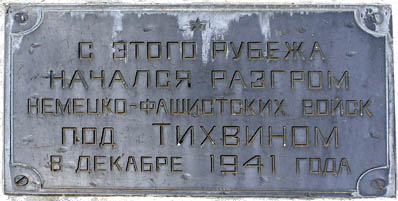 С ЭТОГО РУБЕЖА
НАЧАЛСЯ РАЗГРОМ
НЕМЕЦКО-ФАШИСТСКИХ ВОЙСК
ПОД ТИХВИНОМ
В ДЕКАБРЕ 1941 ГОДА